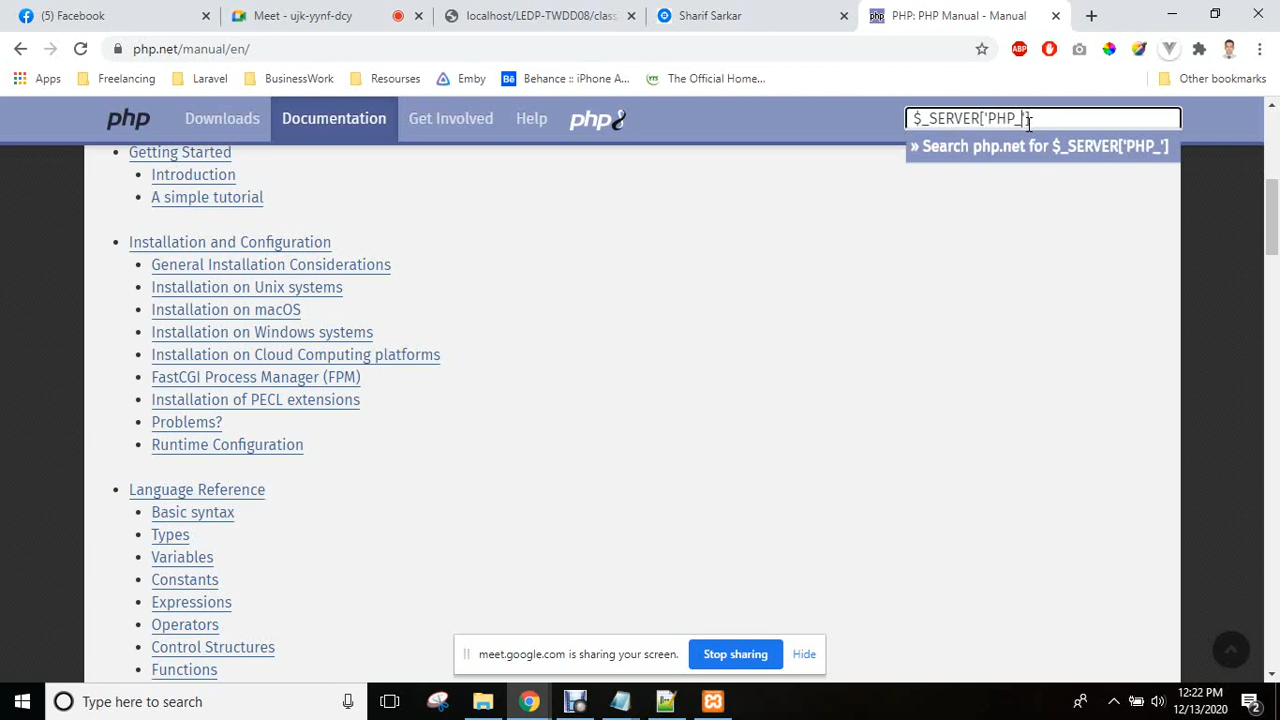 (5) Facebook
Meet - ujk-yynf-dcy
localhost/LEDP-TWDD08/class
Sharif Sarkar
php
PHP: PHP Manual - Manual
php.net/manual/en/
ABP
Apps
Freelancing
Laravel
BusinessWork
Resourses
Emby
Bē
Behance :: iPhone A...
The Official Home...
Other bookmarks
php
Downloads
Documentation
Get Involved
Help
php8
$_SERVER['PHP_']
» Search php.net for $_SERVER['PHP_']
Getting Started
• Introduction
• A simple tutorial
• Installation and Configuration
• General Installation Considerations
• Installation on Unix systems
• Installation on macOS
• Installation on Windows systems
• Installation on Cloud Computing platforms
• FastCGI Process Manager (FPM)
• Installation of PECL extensions
• Problems?
• Runtime Configuration
• Language Reference
• Basic syntax
• Types
• Variables
• Constants
• Expressions
• Operators
• Control Structures
• Functions
meet.google.com is sharing your screen.
Stop sharing
Hide
Type here to search
12:22 PM
12/13/2020
2